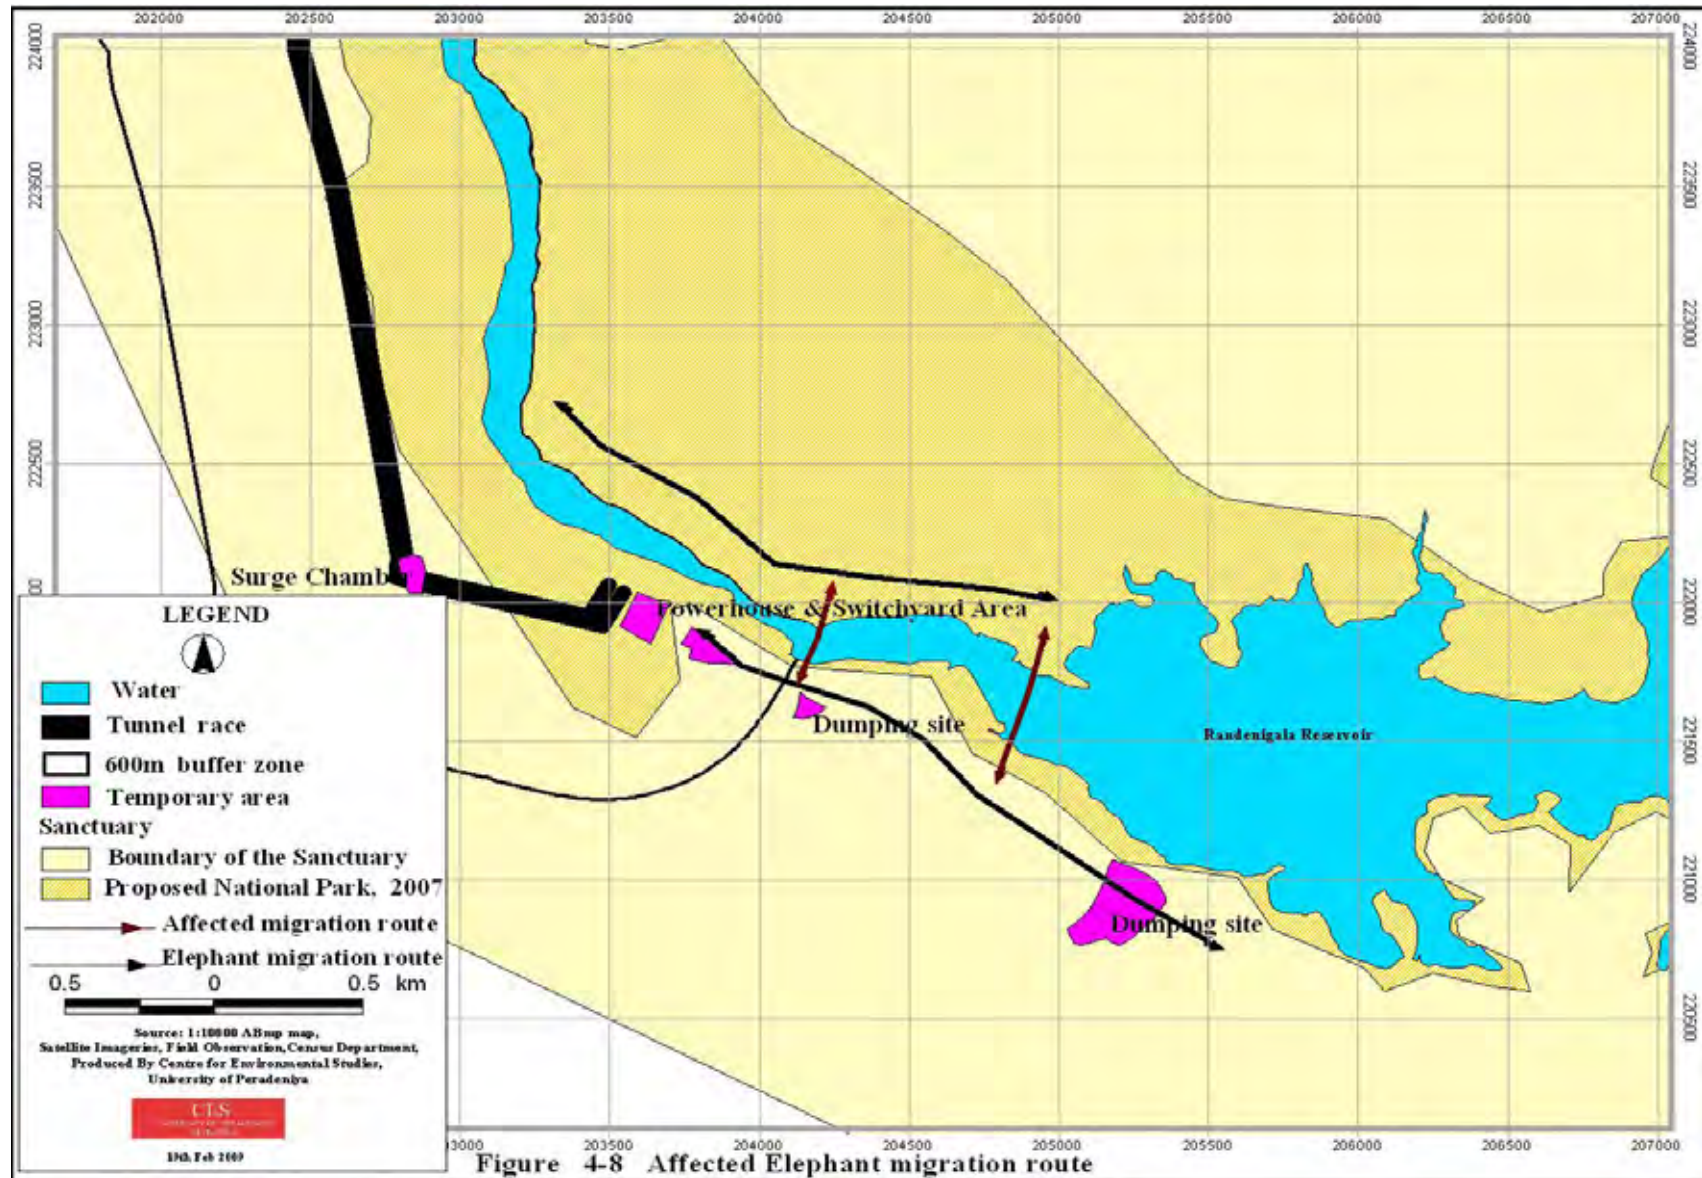 202000 202500 203000 203500 204000 204500 205000 205500 206000 206500 207000
224000 224000
223500 223500
223000 223000
222500 222500
222000
221500
221000
220500
Surge Chamber
Powerhouse & Switchyard Area
Dumping site
Randenigala Reservoir
Dumping site
LEGEND
Water
Tunnel race
600m buffer zone
Temporary area
Sanctuary
Boundary of the Sanctuary
Proposed National Park, 2007
Affected migration route
Elephant migration route
0.5 0 0.5 km
Source: 1:10000 ABmp map,
Satellite Imageries, Field Observation, Census Department,
Produced By Centre for Environmental Studies,
University of Peradeniya
19th Feb 2009
203500 204000 204500 205000 205500 206000 206500 207000
Figure 4-8 Affected Elephant migration route